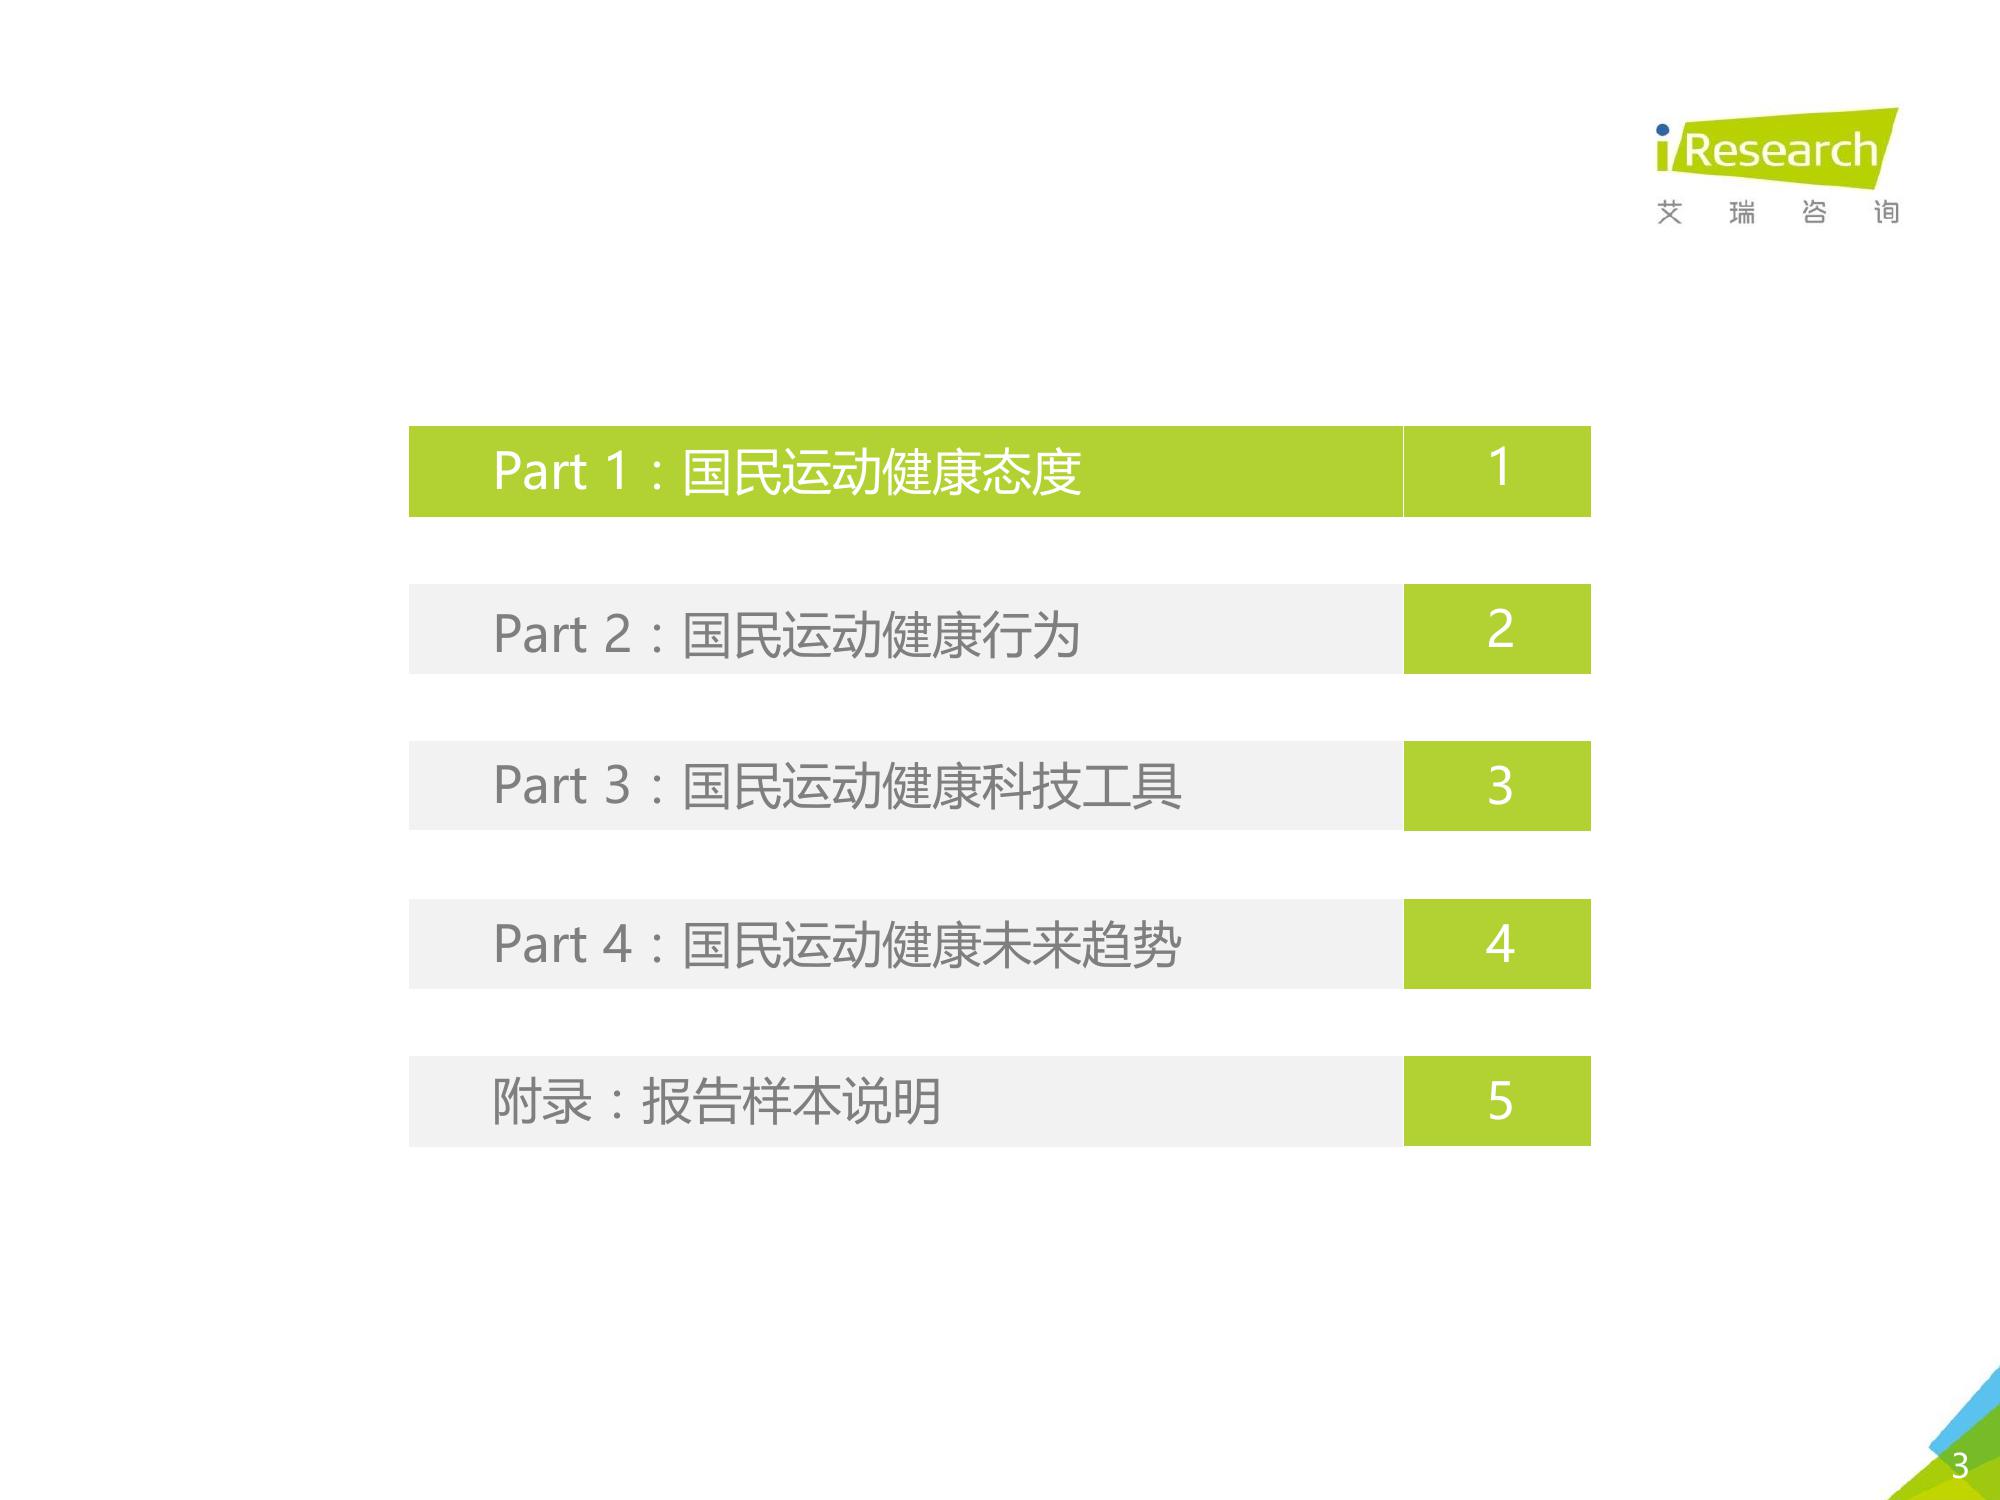 iResearch
艾瑞咨询
Part 1：国民运动健康态度 1
Part 2：国民运动健康行为 2
Part 3：国民运动健康科技工具 3
Part 4：国民运动健康未来趋势 4
附录：报告样本说明 5
3